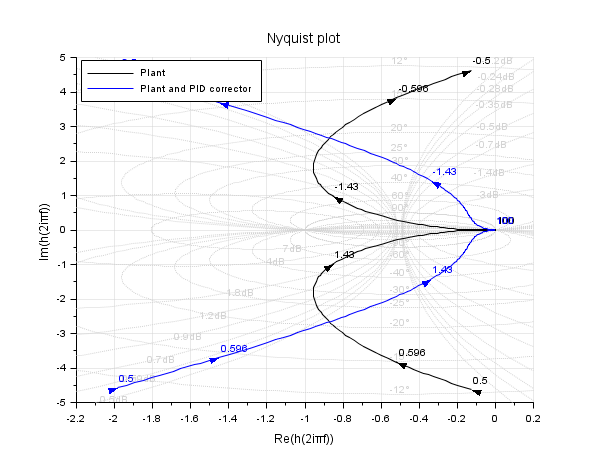 Nyquist plot
Plant
Plant and PID corrector
-0.5
-0.596
-1.43
-1.43
100
1.43
1.43
0.596
0.596
0.5
0.5
12°
20°
30°
40°
60°
90°
-40°
-30°
-20°
-12°
0.2dB
-0.24dB
-0.28dB
-0.35dB
-0.5dB
-0.7dB
-1.4dB
3dB
7dB
4dB
1.8dB
1.2dB
0.9dB
0.7dB
0.5dB
5
4
3
2
1
0
-1
-2
-3
-4
-5
Im(h(2iπf))
-2.2 -2 -1.8 -1.6 -1.4 -1.2 -1 -0.8 -0.6 -0.4 -0.2 0 0.2
Re(h(2iπf))